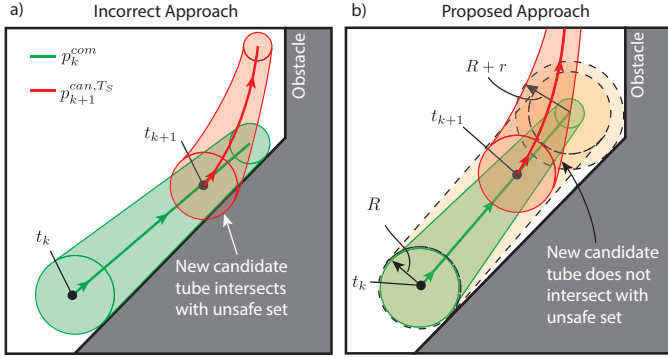 a)
Incorrect Approach
p_k^{com}
p_{k+1}^{can,T_S}
Obstacle
t_{k+1}
t_k
New candidate
tube intersects
with unsafe set
b)
Proposed Approach
Obstacle
R + r
t_{k+1}
R
t_k
New candidate
tube does not
intersect with
unsafe set